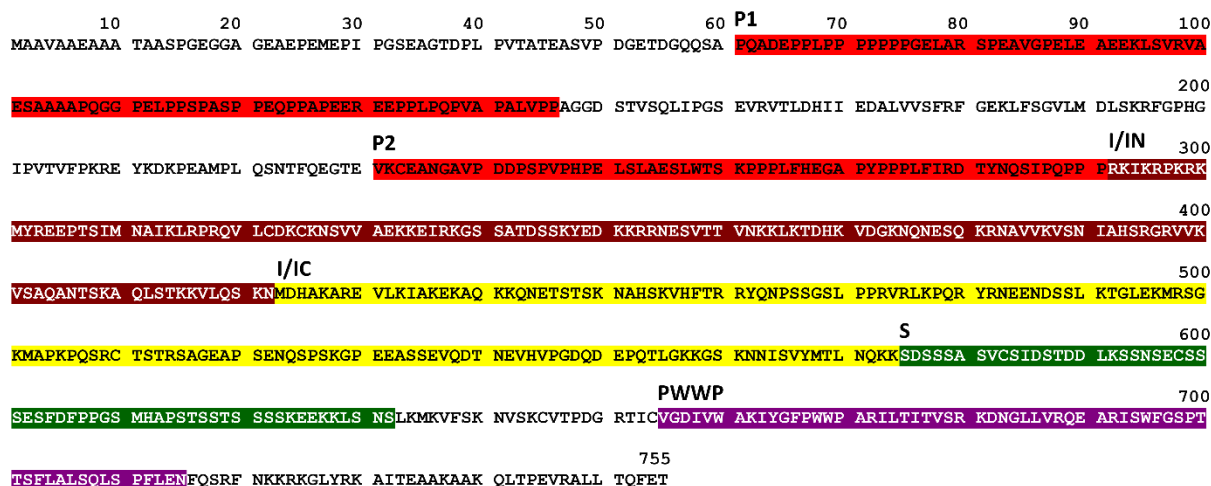 10 20 30 40 50 60 P1 70 80 90 100
MAAVAAEAAA TAASPGEGGA GEAEPEMEPI PGSEAGTDPL PVTATEASVP DGETDGQQSA PQADEPPLPP PPPPPGELAR SPEAVGPELE AEEKLSVRVA
200
ESAAAAPQGG PELPPSPASP PEQPPAPEER EEPPLPQPVA PALVPPAGGD STVSQLIPGS EVRVTLDHII EDALVVSFRF GEKLFSGVLM DLSKRFGPHG
P2 I/IN 300
IPVTVFPKRE YKDKPEAMPL QSNTFQEGTE VKCEANGAVP DDPSPVPHPE LSLAESLWTS KPPPLFHEGA PYPPPLFIRD TYNQSIPQPP PRKIKRPKRK
400
MYREEPTSIM NAIKLRPRQV LCDKCKNSVV AEKKEIRKGS SATDSSKYED KKRRNESVTT VNKKLKTDHK VDGKNQNESQ KRNAVVKVSN IAHSRGRVVK
I/IC 500
VSAQANTSKA QLSTKKVLQS KNMDHAKARE VLKIAKEKAQ KKQNETSTSK NAHSKVHFTR RYQNPSSGSL PPRVRLKPQR YRNEENDSSL KTGLEKMRSG
S 600
KMAPKPQSRC TSTRSAGEAP SENQSPSKGP EEASSEVQDT NEVHVPGDQD EPQTLGKKGS KNNISVYMTL NQKKSDSSSA SVCSIDSTDD LKSSNSECSS
PWWP 700
SESFDFPPGS MHAPSTSSTS SSSKEEKKLS NSLKMKVFSK NVSKCVTPDG RTICVGDIVW AKIYGFPWWP ARILTITVSR KDNGLLVRQE ARISWFGSPT
755
TSFLALSQLS PFLENFQSRF NKKRKGLYRK AITEAAKAAK QLTPEVRALL TQFET